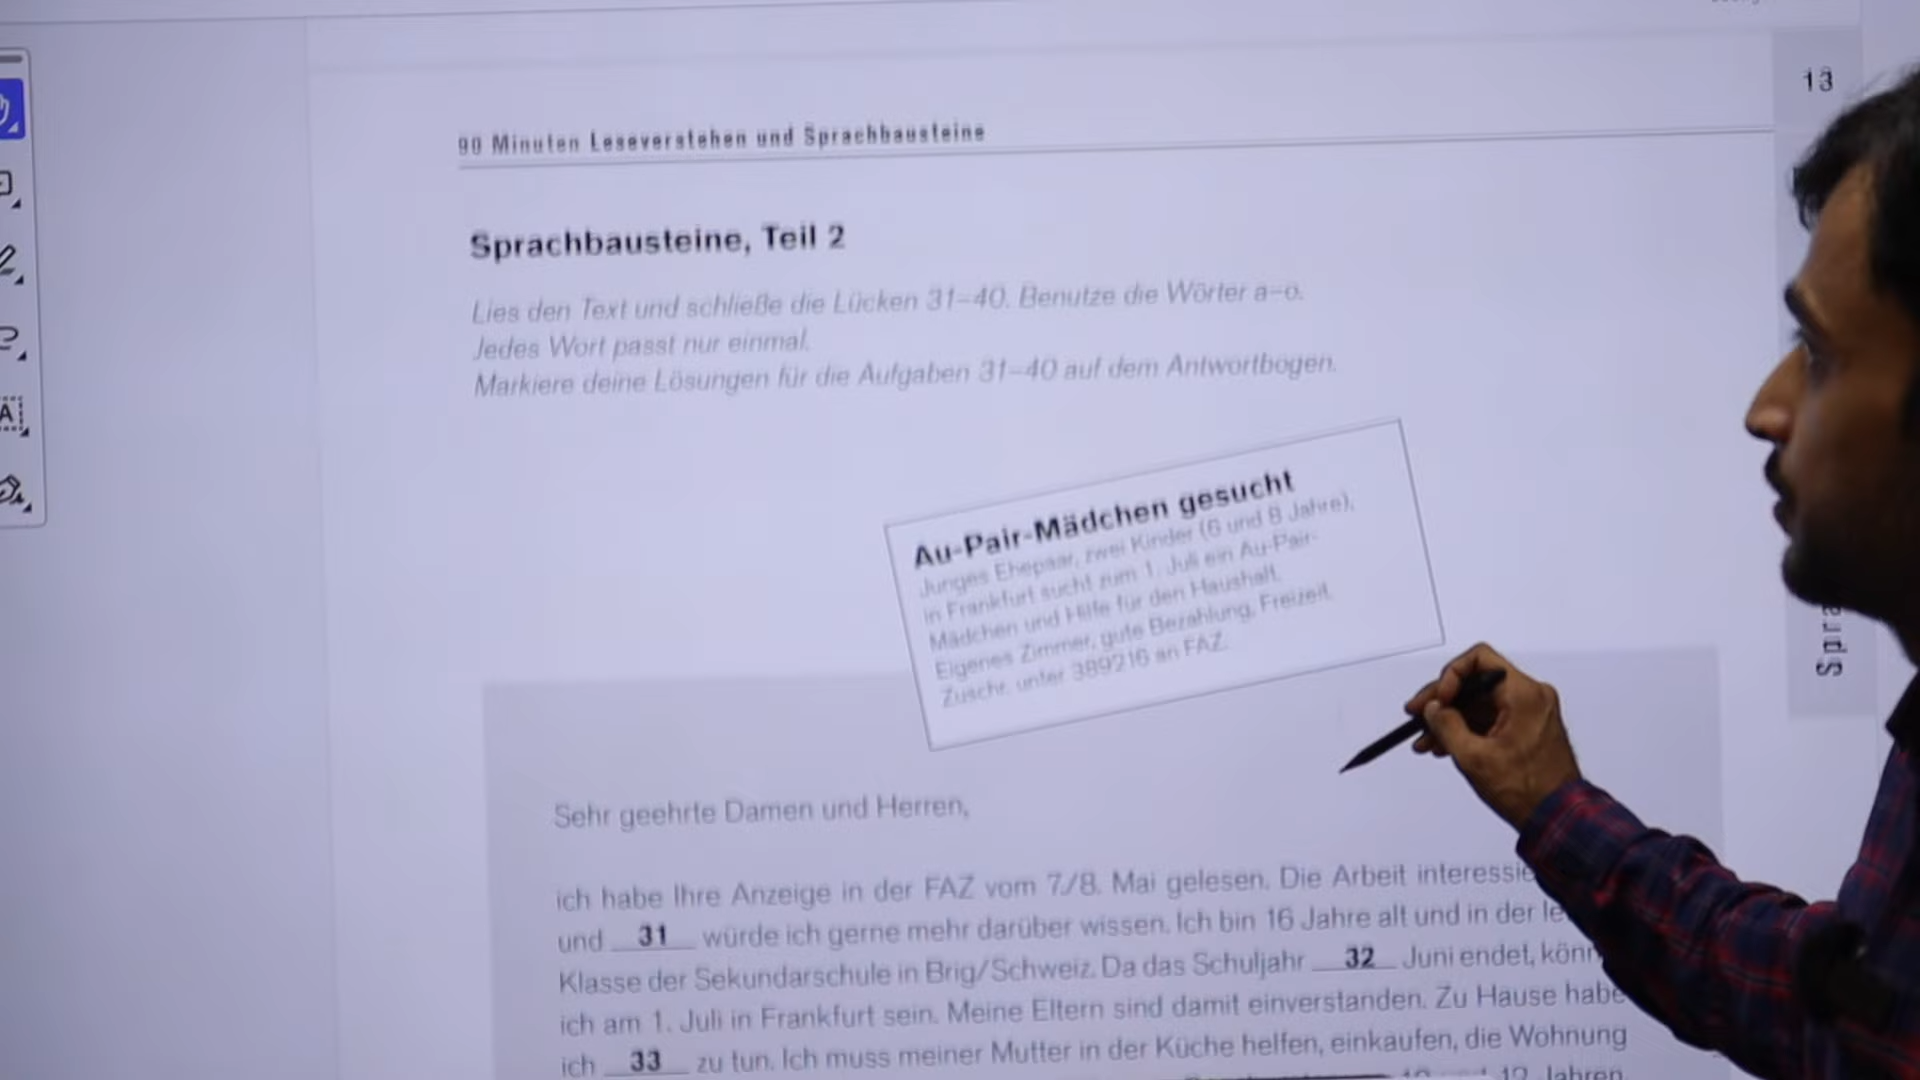 13
90 Minuten Leseverstehen und Sprachbausteine
Sprachbausteine, Teil 2
Lies den Text und schließe die Lücken 31–40. Benutze die Wörter a–o.
Jedes Wort passt nur einmal.
Markiere deine Lösungen für die Aufgaben 31–40 auf dem Antwortbogen.
Au-Pair-Mädchen gesucht
Junges Ehepaar, zwei Kinder (6 und 8 Jahre),
in Frankfurt sucht zum 1. Juli ein Au-Pair-
Mädchen und Hilfe für den Haushalt.
Eigenes Zimmer, gute Bezahlung, Freizeit.
Zuschr. unter 389216 an FAZ.
Spra
Sehr geehrte Damen und Herren,
ich habe Ihre Anzeige in der FAZ vom 7./8. Mai gelesen. Die Arbeit interessie
und 31 würde ich gerne mehr darüber wissen. Ich bin 16 Jahre alt und in der le
Klasse der Sekundarschule in Brig/Schweiz. Da das Schuljahr 32 Juni endet, könn
ich am 1. Juli in Frankfurt sein. Meine Eltern sind damit einverstanden. Zu Hause habe
ich 33 zu tun. Ich muss meiner Mutter in der Küche helfen, einkaufen, die Wohnung
12 Jahren